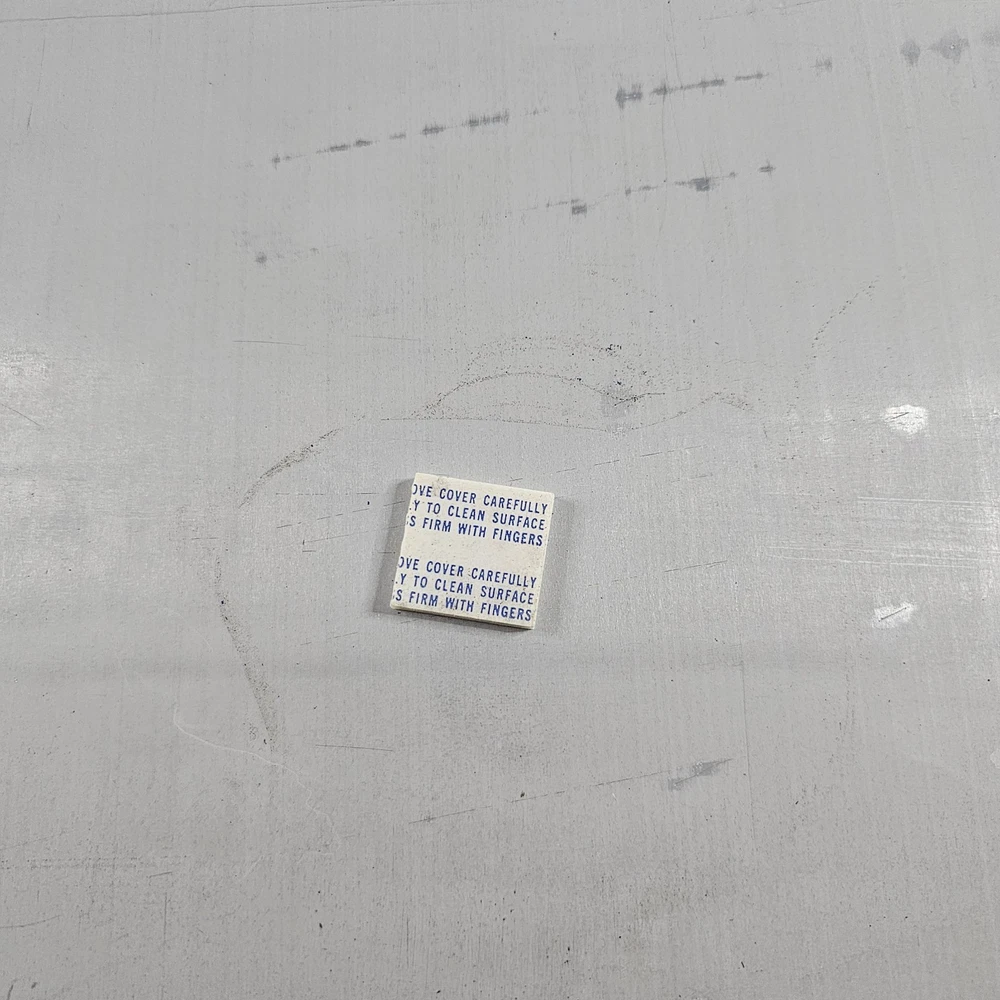 OVE COVER CAREFULLY
Y TO CLEAN SURFACE
S FIRM WITH FINGERS
OVE COVER CAREFULLY
Y TO CLEAN SURFACE
S FIRM WITH FINGERS